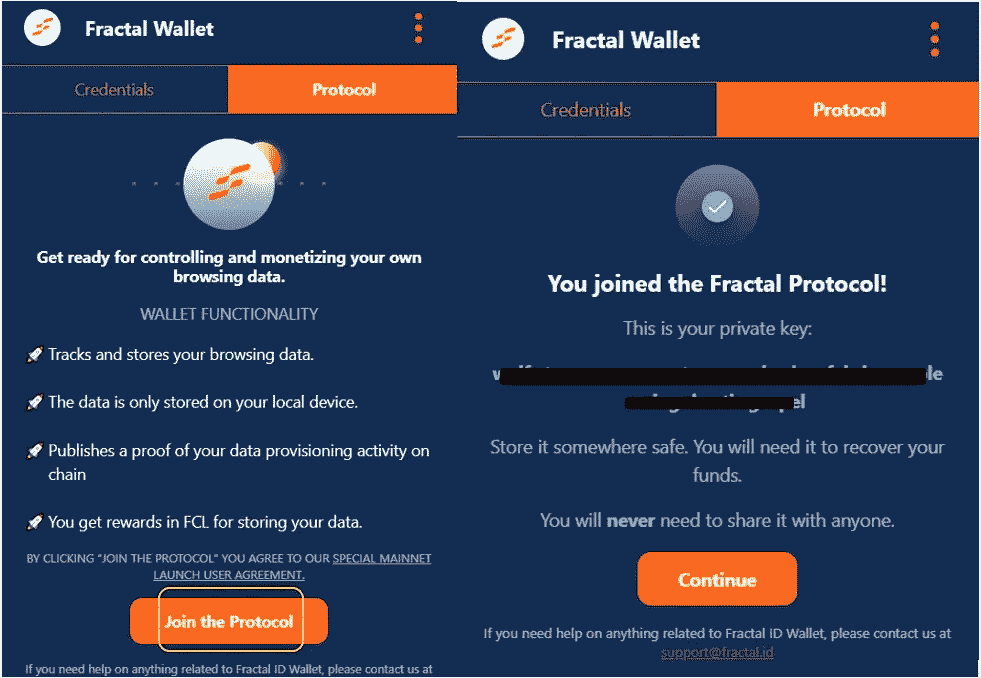 Fractal Wallet
Credentials
Protocol
Get ready for controlling and monetizing your own
browsing data.
WALLET FUNCTIONALITY
Tracks and stores your browsing data.
The data is only stored on your local device.
Publishes a proof of your data provisioning activity on
chain
You get rewards in FCL for storing your data.
BY CLICKING "JOIN THE PROTOCOL" YOU AGREE TO OUR SPECIAL MAINNET
LAUNCH USER AGREEMENT.
Join the Protocol
If you need help on anything related to Fractal ID Wallet, please contact us at
Fractal Wallet
Credentials
Protocol
You joined the Fractal Protocol!
This is your private key:
Store it somewhere safe. You will need it to recover your
funds.
You will never need to share it with anyone.
Continue
If you need help on anything related to Fractal ID Wallet, please contact us at
support@fractal.id